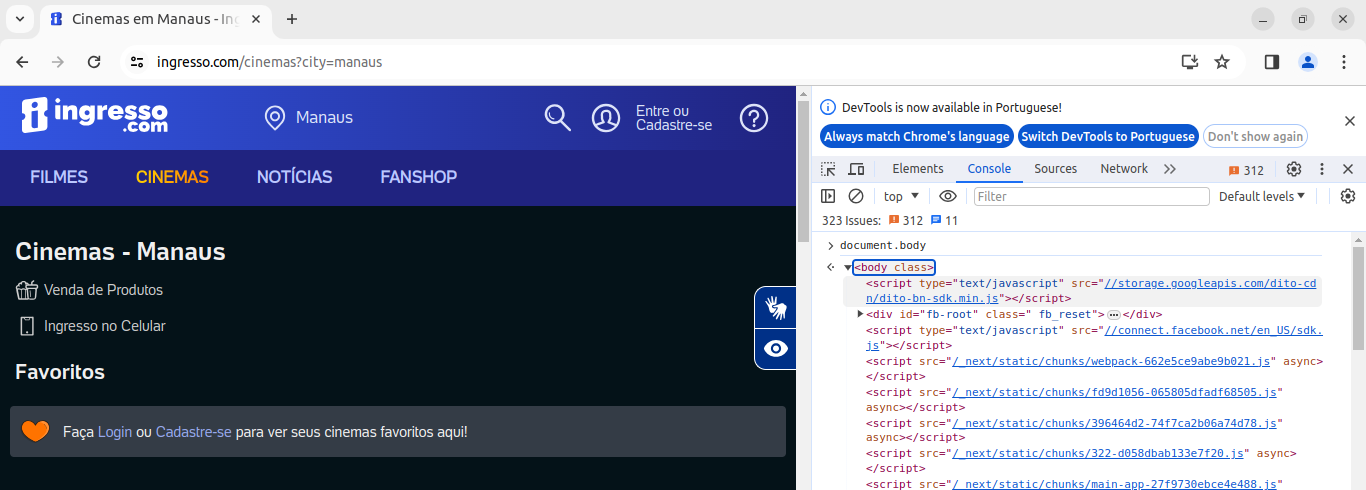 Cinemas em Manaus - Ing
ingresso.com/cinemas?city=manaus
ingresso
.com
Manaus
Entre ou
Cadastre-se
FILMES
CINEMAS
NOTÍCIAS
FANSHOP
Cinemas - Manaus
Venda de Produtos
Ingresso no Celular
Favoritos
Faça Login ou Cadastre-se para ver seus cinemas favoritos aqui!
DevTools is now available in Portuguese!
Always match Chrome's language
Switch DevTools to Portuguese
Don't show again
Elements
Console
Sources
Network
312
top
Filter
Default levels
323 Issues: 312 11
document.body
<body class>
<script type="text/javascript" src="//storage.googleapis.com/dito-cd
n/dito-bn-sdk.min.js"></script>
<div id="fb-root" class=" fb_reset"> … </div>
<script type="text/javascript" src="//connect.facebook.net/en_US/sdk.
js"></script>
<script src="/_next/static/chunks/webpack-662e5ce9abe9b021.js" async>
</script>
<script src="/_next/static/chunks/fd9d1056-065805dfadf68505.js"
async></script>
<script src="/_next/static/chunks/396464d2-74f7ca2b06a74d78.js"
async></script>
<script src="/_next/static/chunks/322-d058dbab133e7f20.js" async>
</script>
<script src="/_next/static/chunks/main-app-27f9730ebce4e488.js"